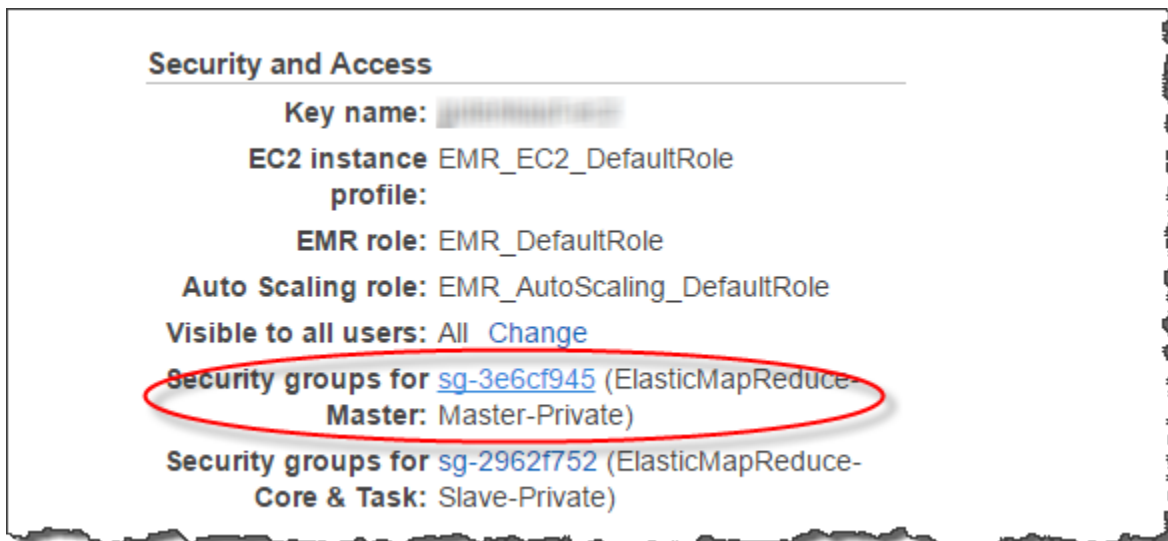 Security and Access
Key name:
EC2 instance EMR_EC2_DefaultRole
profile:
EMR role: EMR_DefaultRole
Auto Scaling role: EMR_AutoScaling_DefaultRole
Visible to all users: All Change
Security groups for sg-3e6cf945 (ElasticMapReduce-
Master: Master-Private)
Security groups for sg-2962f752 (ElasticMapReduce-
Core & Task: Slave-Private)